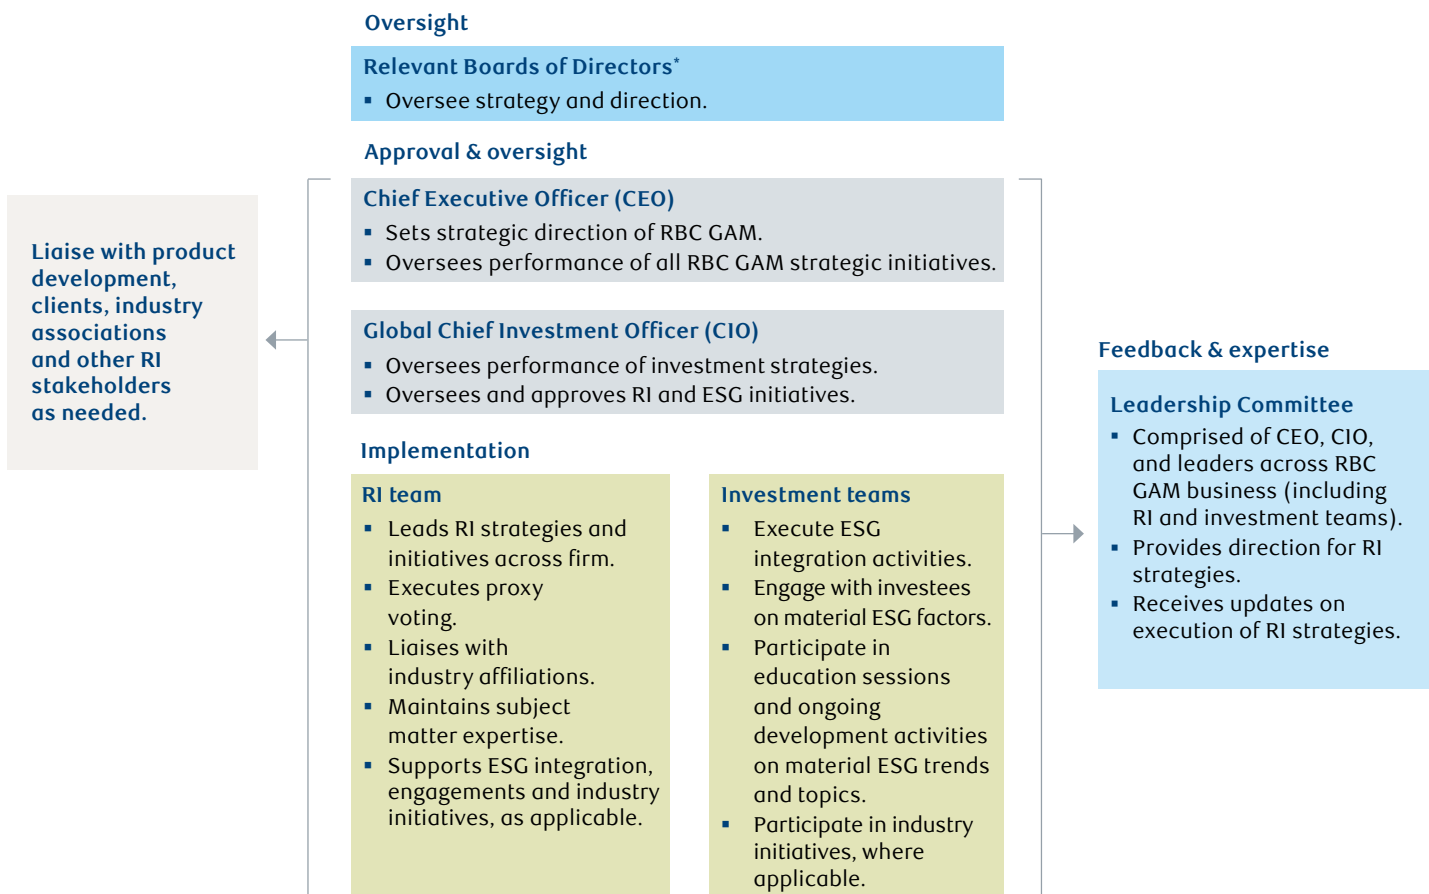 Oversight
Relevant Boards of Directors*
▪ Oversee strategy and direction.
Approval & oversight
Chief Executive Officer (CEO)
▪ Sets strategic direction of RBC GAM.
▪ Oversees performance of all RBC GAM strategic initiatives.
Global Chief Investment Officer (CIO)
▪ Oversees performance of investment strategies.
▪ Oversees and approves RI and ESG initiatives.
Liaise with product
development,
clients, industry
associations
and other RI
stakeholders
as needed.
Implementation
RI team
▪ Leads RI strategies and
initiatives across firm.
▪ Executes proxy
voting.
▪ Liaises with
industry affiliations.
▪ Maintains subject
matter expertise.
▪ Supports ESG integration,
engagements and industry
initiatives, as applicable.
Investment teams
▪ Execute ESG
integration activities.
▪ Engage with investees
on material ESG factors.
▪ Participate in
education sessions
and ongoing
development activities
on material ESG trends
and topics.
▪ Participate in industry
initiatives, where
applicable.
Feedback & expertise
Leadership Committee
▪ Comprised of CEO, CIO,
and leaders across RBC
GAM business (including
RI and investment teams).
▪ Provides direction for RI
strategies.
▪ Receives updates on
execution of RI strategies.